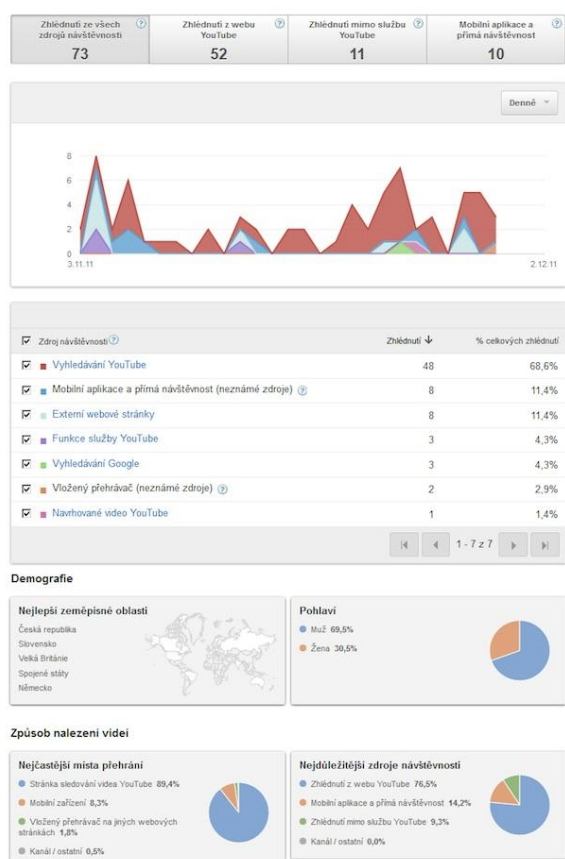 Zhlédnutí ze všech zdrojů návštěvnosti
73
Zhlédnutí z webu YouTube
52
Zhlédnutí mimo službu YouTube
11
Mobilní aplikace a přímá návštěvnost
10
Denně
8
6
4
2
0
3.11.11
2.12.11
Zdroj návštěvnosti Zhlédnutí % celkových zhlédnutí
Vyhledávání YouTube 48 68,6%
Mobilní aplikace a přímá návštěvnost (neznámé zdroje) 8 11,4%
Externí webové stránky 8 11,4%
Funkce služby YouTube 3 4,3%
Vyhledávání Google 3 4,3%
Vložený přehrávač (neznámé zdroje) 2 2,9%
Navrhované video YouTube 1 1,4%
1 - 7 z 7
Demografie
Nejlepší zeměpisné oblasti
Česká republika
Slovensko
Velká Británie
Spojené státy
Německo
Pohlaví
Muž 69,5%
Žena 30,5%
Způsob nalezení videí
Nejčastější místa přehrání
Stránka sledování videa YouTube 89,4%
Mobilní zařízení 8,3%
Vložený přehrávač na jiných webových
stránkách 1,8%
Kanál / ostatní 0,5%
Nejdůležitější zdroje návštěvnosti
Zhlédnutí z webu YouTube 76,5%
Mobilní aplikace a přímá návštěvnost 14,2%
Zhlédnutí mimo službu YouTube 9,3%
Kanál / ostatní 0,0%